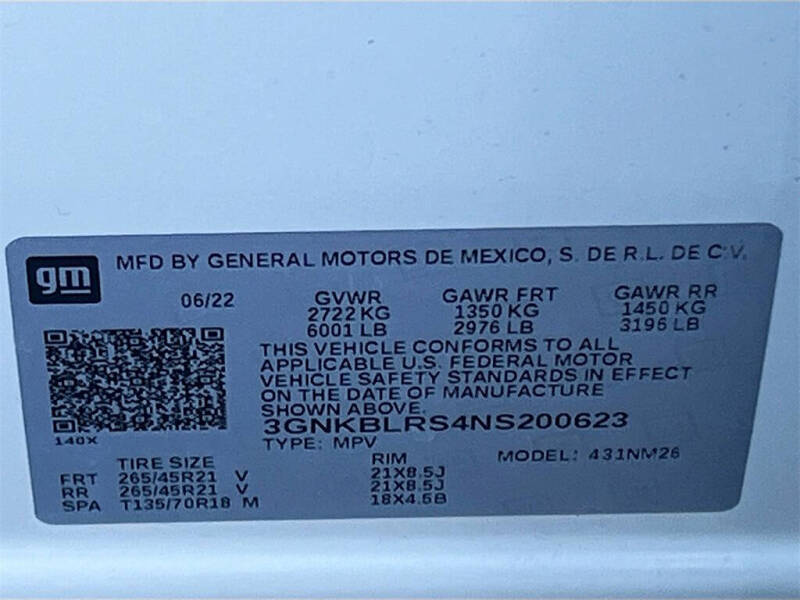 gm
MFD BY GENERAL MOTORS DE MEXICO, S. DE R.L. DE C.V.
06/22 GVWR GAWR FRT GAWR RR
2722 KG 1350 KG 1450 KG
6001 LB 2976 LB 3196 LB
THIS VEHICLE CONFORMS TO ALL
APPLICABLE U.S. FEDERAL MOTOR
VEHICLE SAFETY STANDARDS IN EFFECT
ON THE DATE OF MANUFACTURE
3GNKBLRS4NS200623
140X
TYPE: MPV
MODEL: 431NM26
TIRE SIZE RIM
FRT 265/45R21 V 21X8.5J
RR 265/45R21 V 21X8.5J
SPA T135/70R18 M 18X4.5B